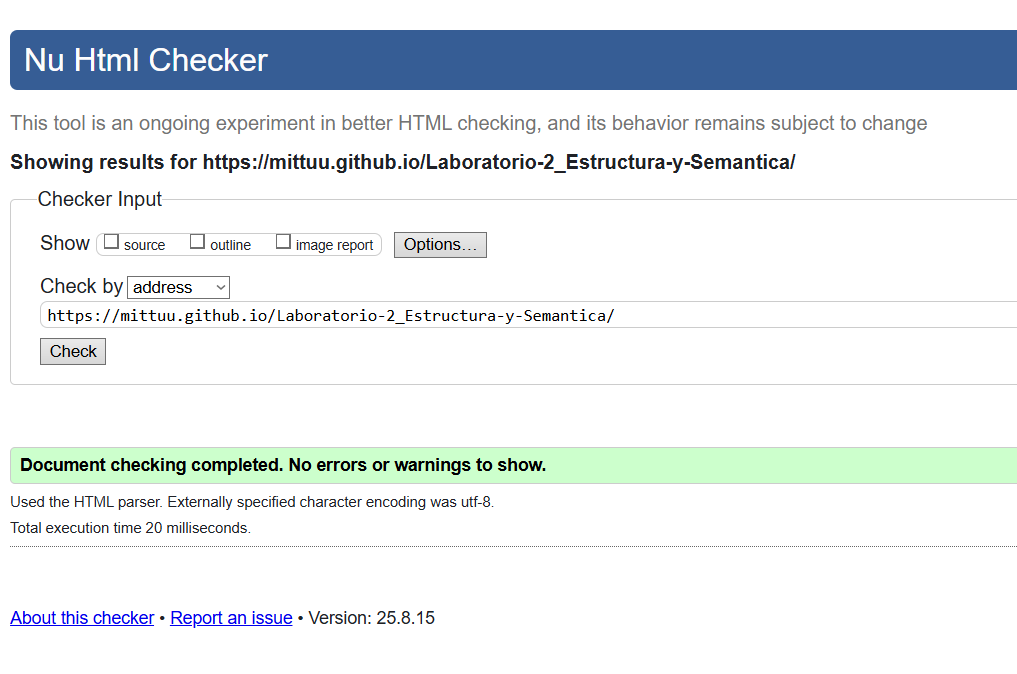 Nu Html Checker
This tool is an ongoing experiment in better HTML checking, and its behavior remains subject to change
Showing results for https://mittuu.github.io/Laboratorio-2_Estructura-y-Semantica/
Checker Input
Show source outline image report Options…
Check by address
https://mittuu.github.io/Laboratorio-2_Estructura-y-Semantica/
Check
Document checking completed. No errors or warnings to show.
Used the HTML parser. Externally specified character encoding was utf-8.
Total execution time 20 milliseconds.
About this checker • Report an issue • Version: 25.8.15